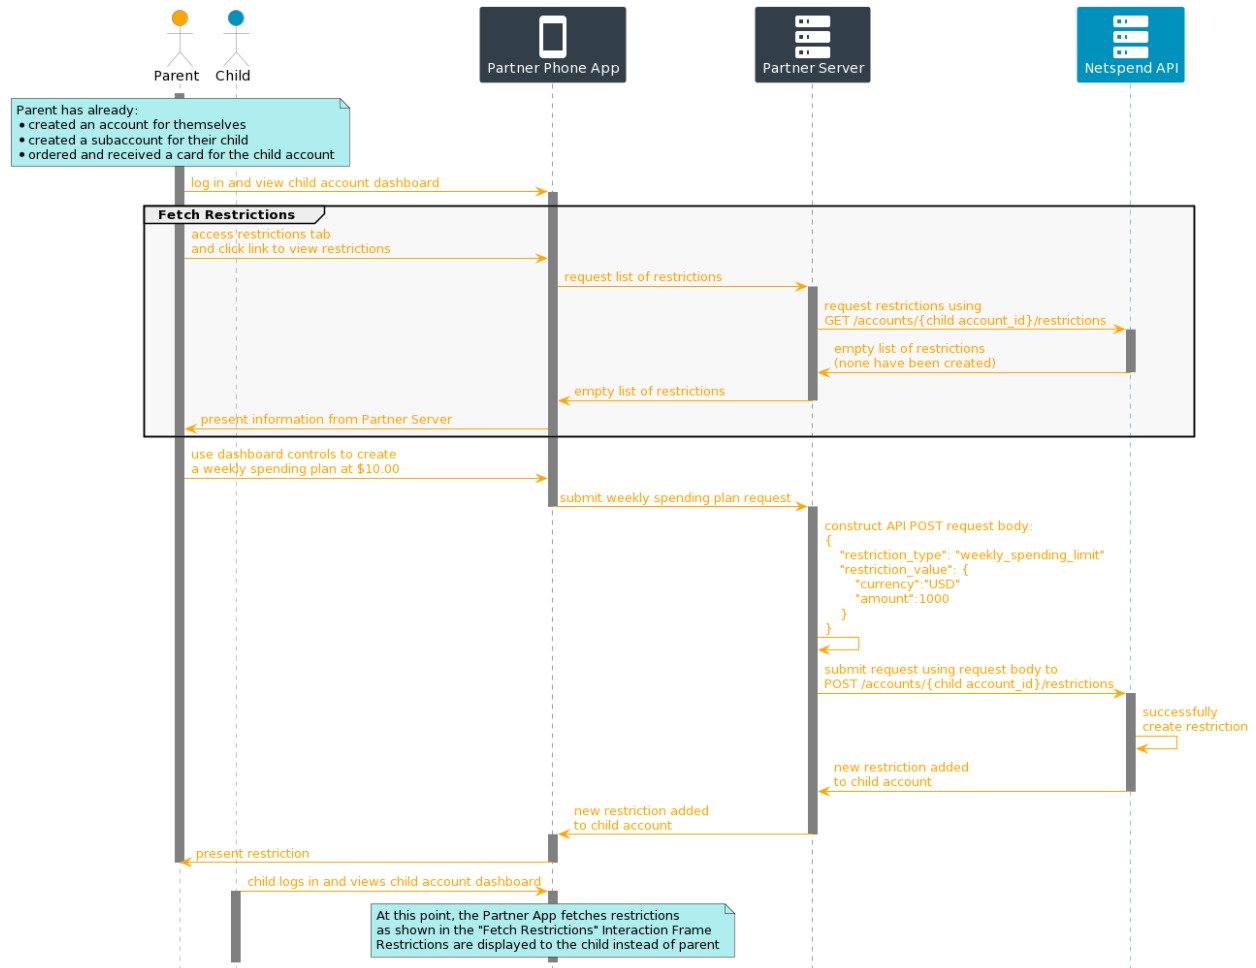 Parent
Child
Partner Phone App
Partner Server
Netspend API
Parent has already:
• created an account for themselves
• created a subaccount for their child
• ordered and received a card for the child account
log in and view child account dashboard
Fetch Restrictions
access restrictions tab
and click link to view restrictions
request list of restrictions
request restrictions using
GET /accounts/{child account_id}/restrictions
empty list of restrictions
(none have been created)
empty list of restrictions
present information from Partner Server
use dashboard controls to create
a weekly spending plan at $10.00
submit weekly spending plan request
construct API POST request body:
{
"restriction_type": "weekly_spending_limit"
"restriction_value": {
"currency":"USD"
"amount":1000
}
}
submit request using request body to
POST /accounts/{child account_id}/restrictions
successfully
create restriction
new restriction added
to child account
new restriction added
to child account
present restriction
child logs in and views child account dashboard
At this point, the Partner App fetches restrictions
as shown in the "Fetch Restrictions" Interaction Frame
Restrictions are displayed to the child instead of parent